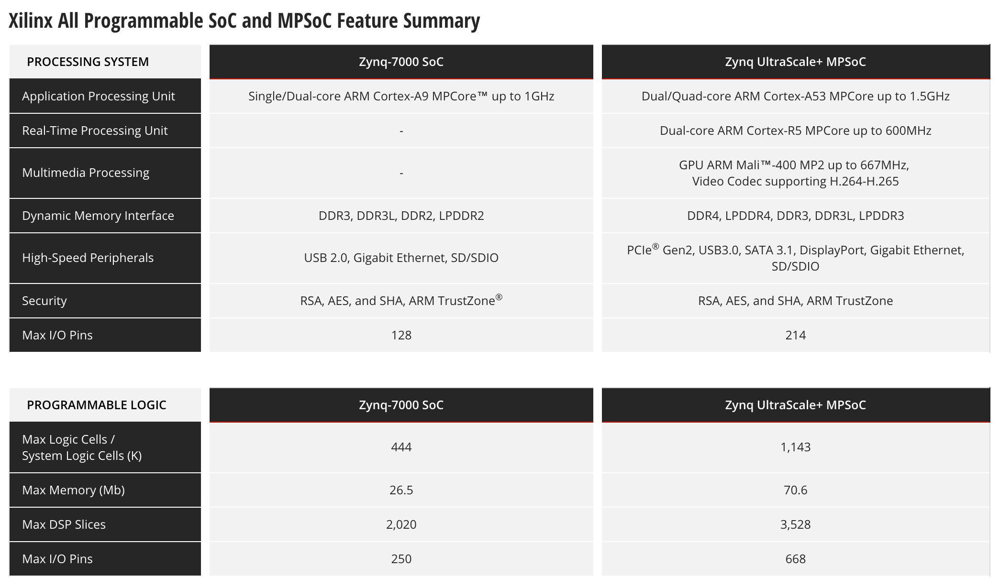 Xilinx All Programmable SoC and MPSoC Feature Summary
PROCESSING SYSTEM Zynq-7000 SoC Zynq UltraScale+ MPSoC
Application Processing Unit Single/Dual-core ARM Cortex-A9 MPCore™ up to 1GHz Dual/Quad-core ARM Cortex-A53 MPCore up to 1.5GHz
Real-Time Processing Unit - Dual-core ARM Cortex-R5 MPCore up to 600MHz
Multimedia Processing - GPU ARM Mali™-400 MP2 up to 667MHz,
Video Codec supporting H.264-H.265
Dynamic Memory Interface DDR3, DDR3L, DDR2, LPDDR2 DDR4, LPDDR4, DDR3, DDR3L, LPDDR3
High-Speed Peripherals USB 2.0, Gigabit Ethernet, SD/SDIO PCIe® Gen2, USB3.0, SATA 3.1, DisplayPort, Gigabit Ethernet,
SD/SDIO
Security RSA, AES, and SHA, ARM TrustZone® RSA, AES, and SHA, ARM TrustZone
Max I/O Pins 128 214
PROGRAMMABLE LOGIC Zynq-7000 SoC Zynq UltraScale+ MPSoC
Max Logic Cells /
System Logic Cells (K) 444 1,143
Max Memory (Mb) 26.5 70.6
Max DSP Slices 2,020 3,528
Max I/O Pins 250 668